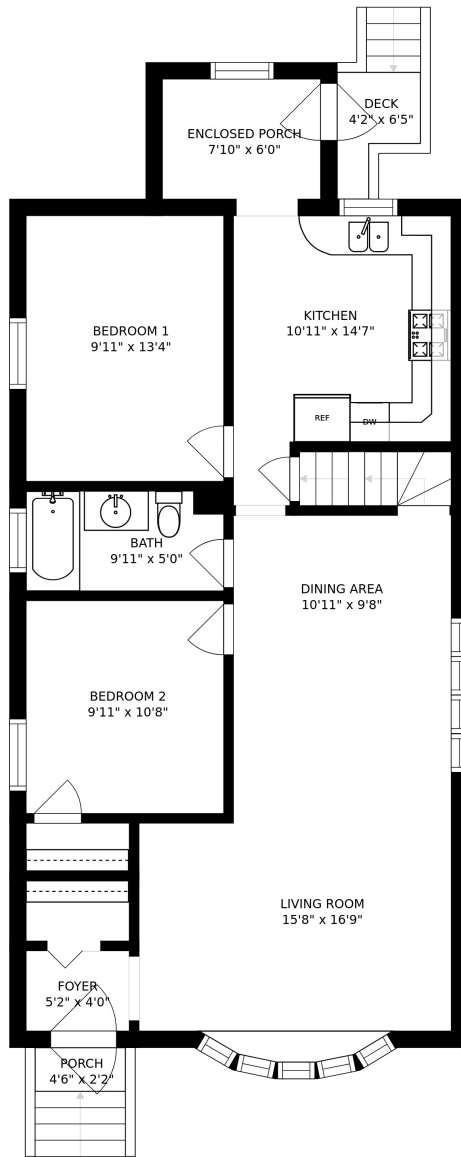 DECK
4'2" x 6'5"
ENCLOSED PORCH
7'10" x 6'0"
KITCHEN
10'11" x 14'7"
BEDROOM 1
9'11" x 13'4"
REF
DW
BATH
9'11" x 5'0"
DINING AREA
10'11" x 9'8"
BEDROOM 2
9'11" x 10'8"
LIVING ROOM
15'8" x 16'9"
FOYER
5'2" x 4'0"
PORCH
4'6" x 2'2"